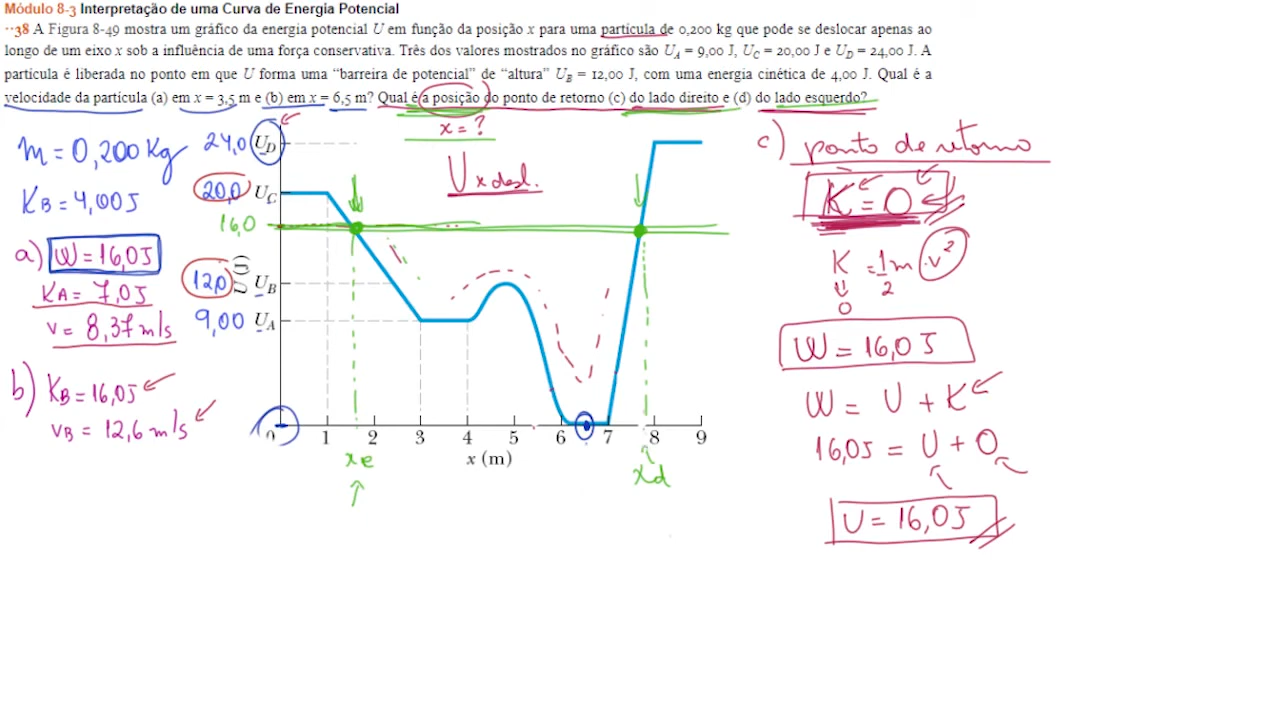 Módulo 8-3 Interpretação de uma Curva de Energia Potencial
··38 A Figura 8-49 mostra um gráfico da energia potencial U em função da posição x para uma partícula de 0,200 kg que pode se deslocar apenas ao
longo de um eixo x sob a influência de uma força conservativa. Três dos valores mostrados no gráfico são U_A = 9,00 J, U_C = 20,00 J e U_D = 24,00 J. A
partícula é liberada no ponto em que U forma uma “barreira de potencial” de “altura” U_B = 12,00 J, com uma energia cinética de 4,00 J. Qual é a
velocidade da partícula (a) em x = 3,5 m e (b) em x = 6,5 m? Qual é a posição do ponto de retorno (c) do lado direito e (d) do lado esquerdo?
m = 0,200 Kg
K_B = 4,00J
a) W = 16,0J
K_A = 7,0J
v = 8,37 m/s
b) K_B = 16,0J
v_B = 12,6 m/s
x = ?
U x desl.
24,0 U_D
20,0 U_C
16,0
12,0 U_B
9,00 U_A
0 1 2 3 4 5 6 7 8 9
x (m)
xe
xd
c) ponto de retorno
K = 0
K = 1/2 m . v²
0
W = 16,0 J
W = U + K
16,0J = U + 0
U = 16,0J